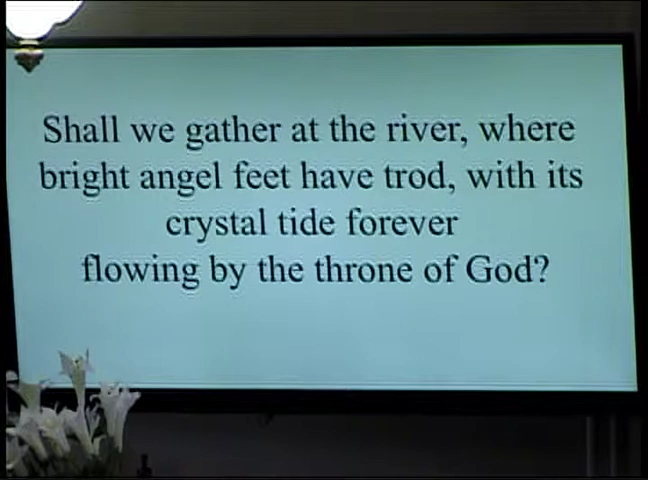 Shall we gather at the river, where
bright angel feet have trod, with its
crystal tide forever
flowing by the throne of God?